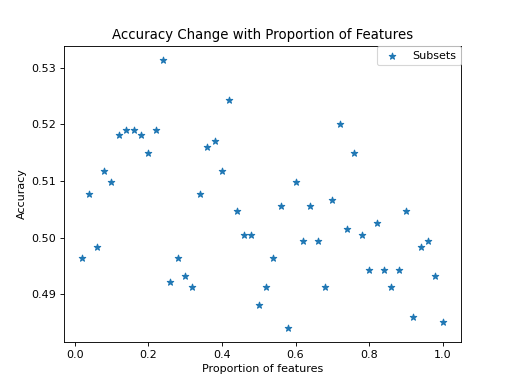 Accuracy Change with Proportion of Features
Subsets
0.53
0.52
0.51
0.50
0.49
Accuracy
0.0 0.2 0.4 0.6 0.8 1.0
Proportion of features